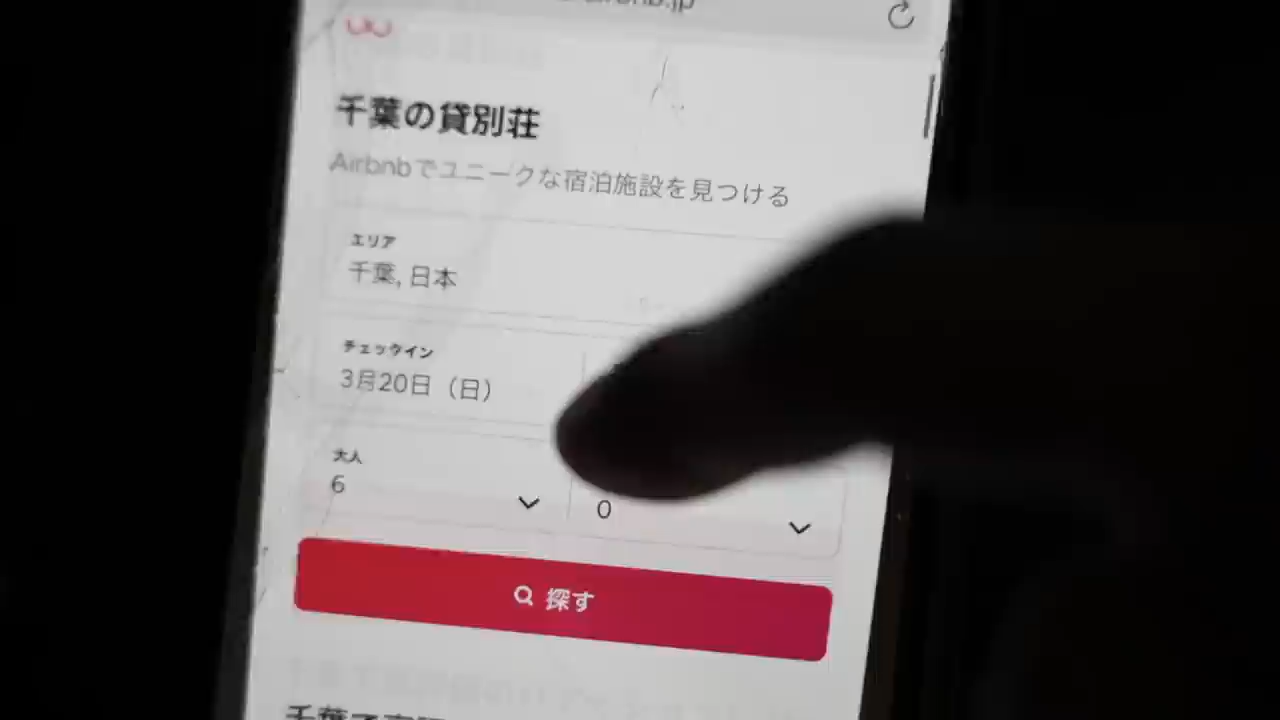 千葉の貸別荘
Airbnbでユニークな宿泊施設を見つける
エリア
千葉, 日本
チェックイン
3月20日（日）
大人
6
0
探す